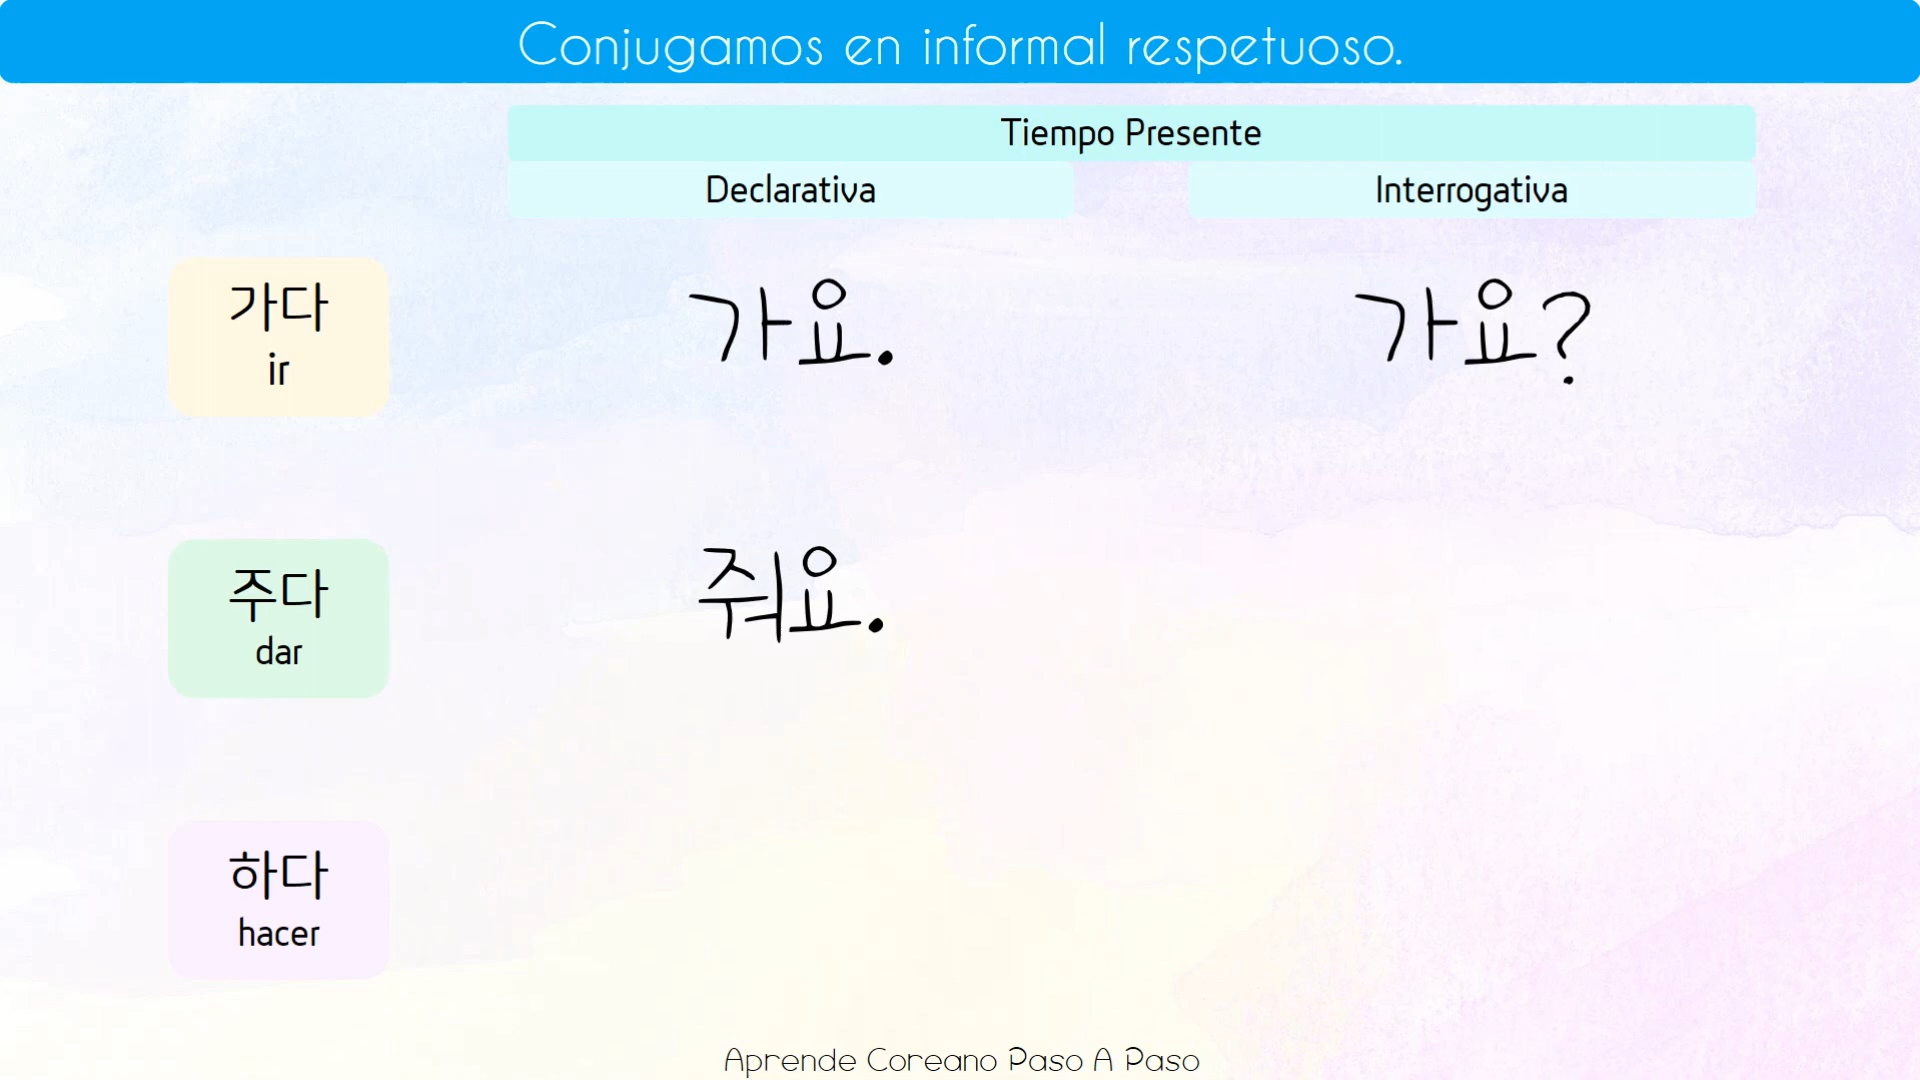 Conjugamos en informal respetuoso.
Tiempo Presente
Declarativa
Interrogativa
가다
ir
가요.
가요?
주다
dar
줘요.
하다
hacer
Aprende Coreano Paso A Paso